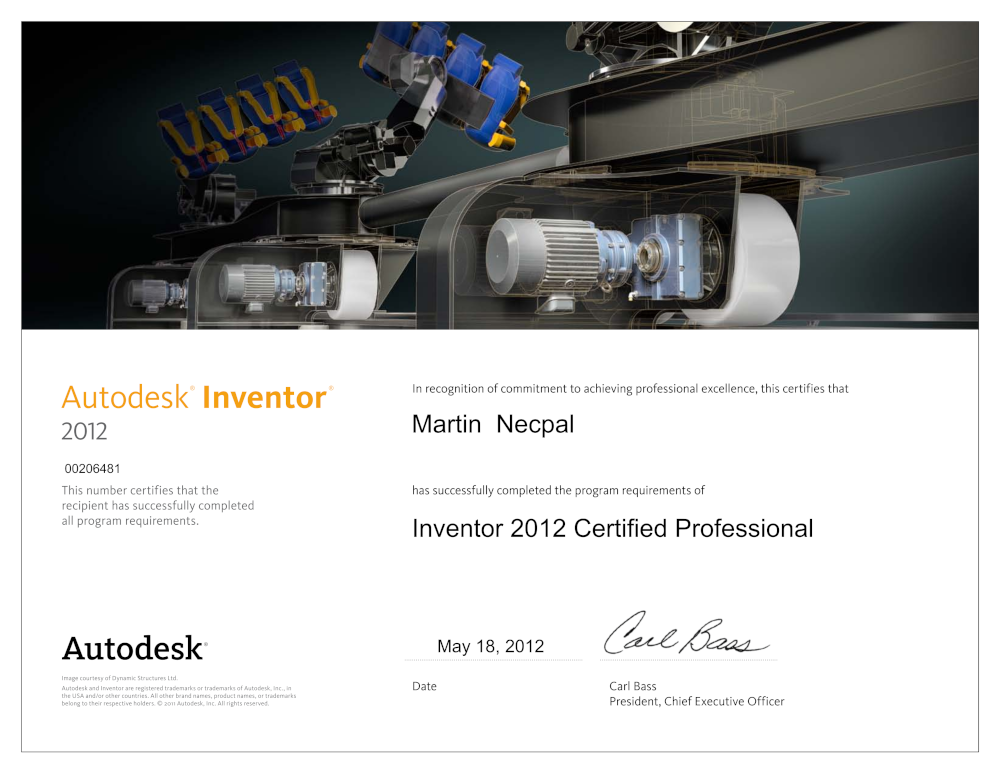 Autodesk® Inventor®
2012
00206481
This number certifies that the
recipient has successfully completed
all program requirements.
In recognition of commitment to achieving professional excellence, this certifies that
Martin Necpal
has successfully completed the program requirements of
Inventor 2012 Certified Professional
Autodesk®
Image courtesy of Dynamic Structures Ltd.
Autodesk and Inventor are registered trademarks or trademarks of Autodesk, Inc., in
the USA and/or other countries. All other brand names, product names, or trademarks
belong to their respective holders. © 2011 Autodesk, Inc. All rights reserved.
May 18, 2012
Date
Carl Bass
Carl Bass
President, Chief Executive Officer